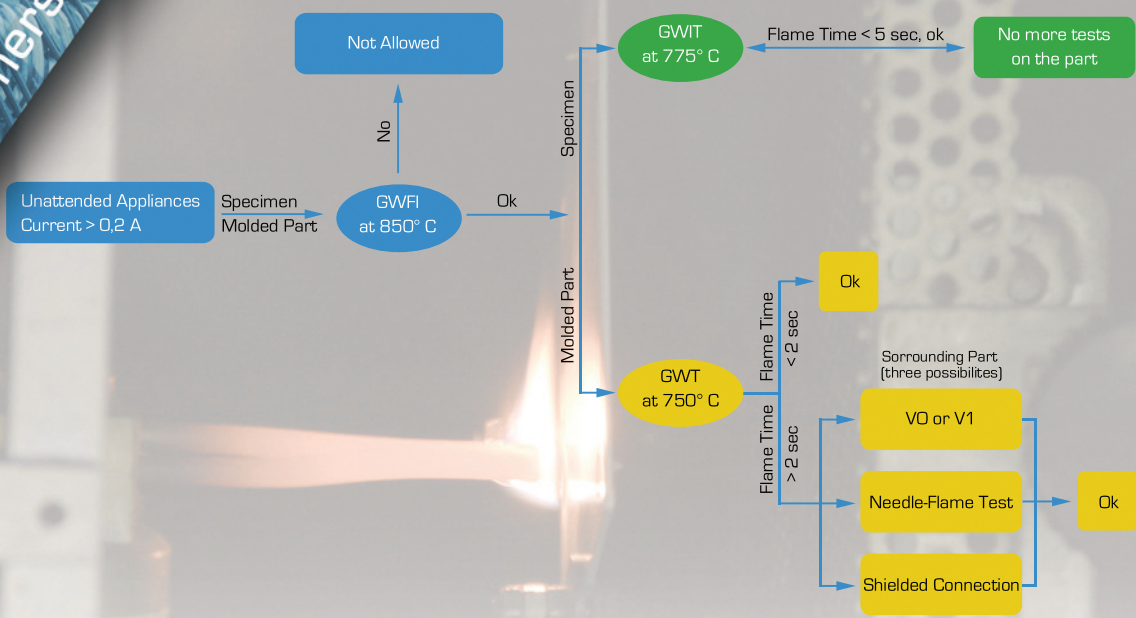 Not Allowed
GWIT
at 775° C
Flame Time < 5 sec, ok
No more tests
on the part
No
Specimen
Unattended Appliances
Current > 0,2 A
Specimen
Molded Part
GWFI
at 850° C
Ok
Molded Part
GWT
at 750° C
Flame Time
< 2 sec
Ok
Flame Time
> 2 sec
Sorrounding Part
(three possibilites)
V0 or V1
Needle-Flame Test
Shielded Connection
Ok